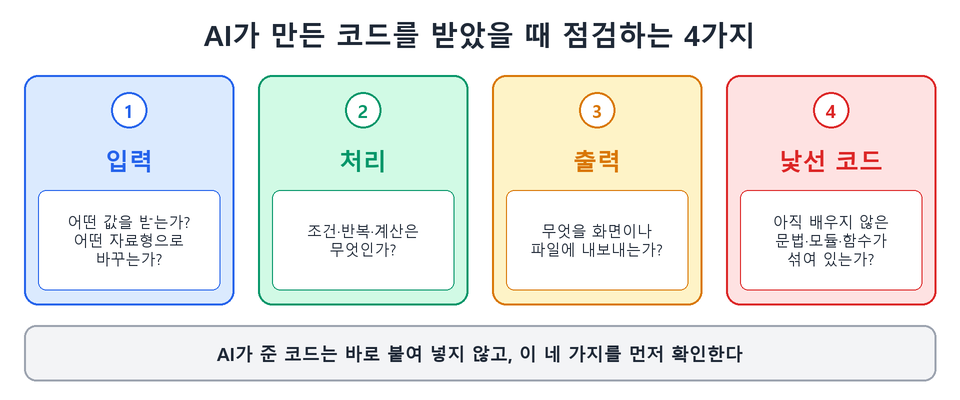 AI가 만든 코드를 받았을 때 점검하는 4가지
1
입력
어떤 값을 받는가?
어떤 자료형으로
바꾸는가?
2
처리
조건·반복·계산은
무엇인가?
3
출력
무엇을 화면이나
파일에 내보내는가?
4
낯선 코드
아직 배우지 않은
문법·모듈·함수가
섞여 있는가?
AI가 준 코드는 바로 붙여 넣지 않고, 이 네 가지를 먼저 확인한다